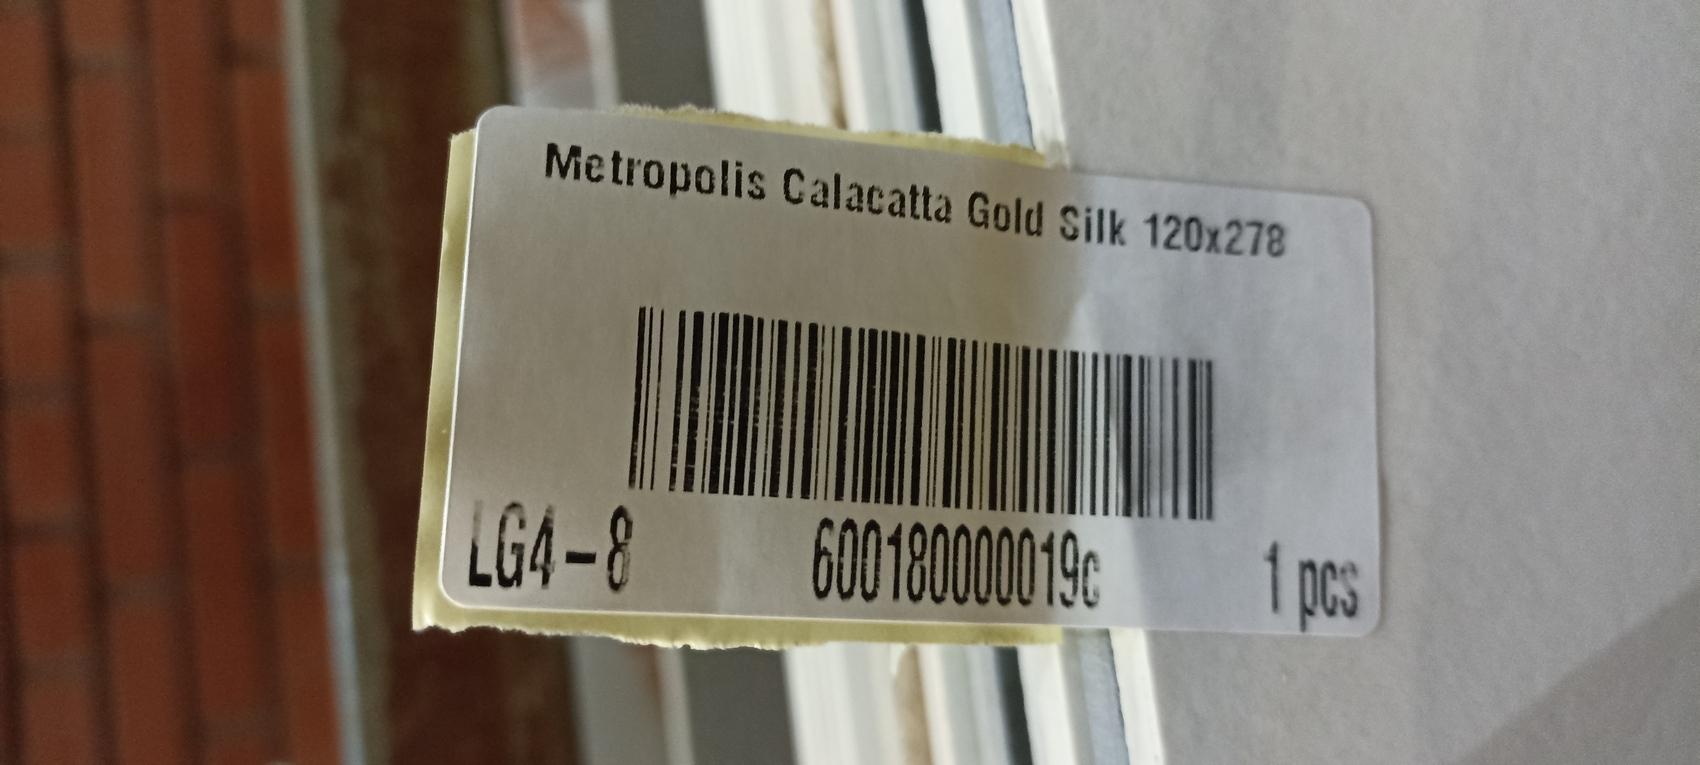 Metropolis Calacatta Gold Silk 120x278
LG4-8 600180000019c 1 pcs